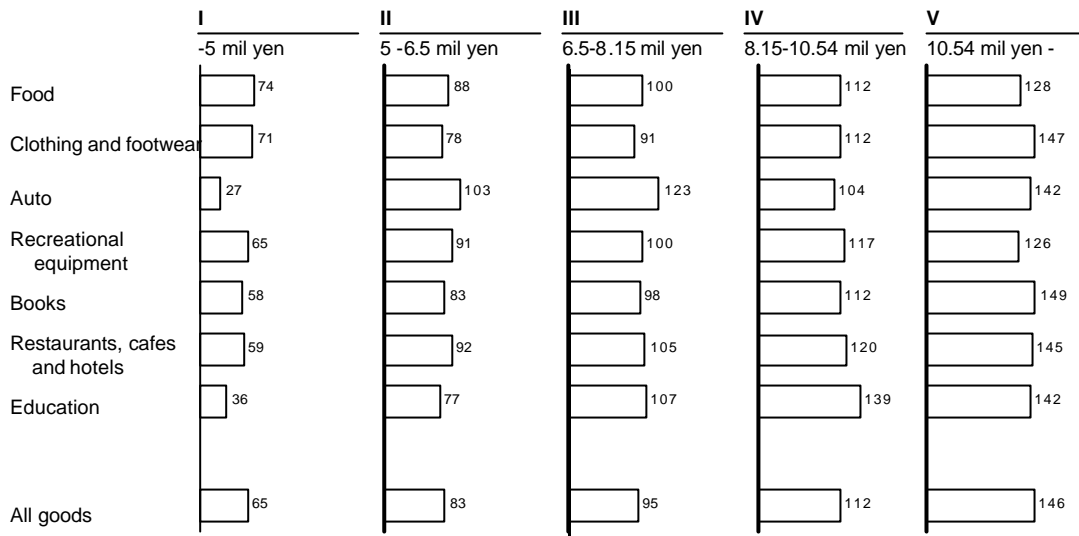 I II III IV V
-5 mil yen 5 -6.5 mil yen 6.5-8.15 mil yen 8.15-10.54 mil yen 10.54 mil yen -
Food 74 88 100 112 128
Clothing and footwear 71 78 91 112 147
Auto 27 103 123 104 142
Recreational
equipment 65 91 100 117 126
Books 58 83 98 112 149
Restaurants, cafes
and hotels 59 92 105 120 145
Education 36 77 107 139 142
All goods 65 83 95 112 146